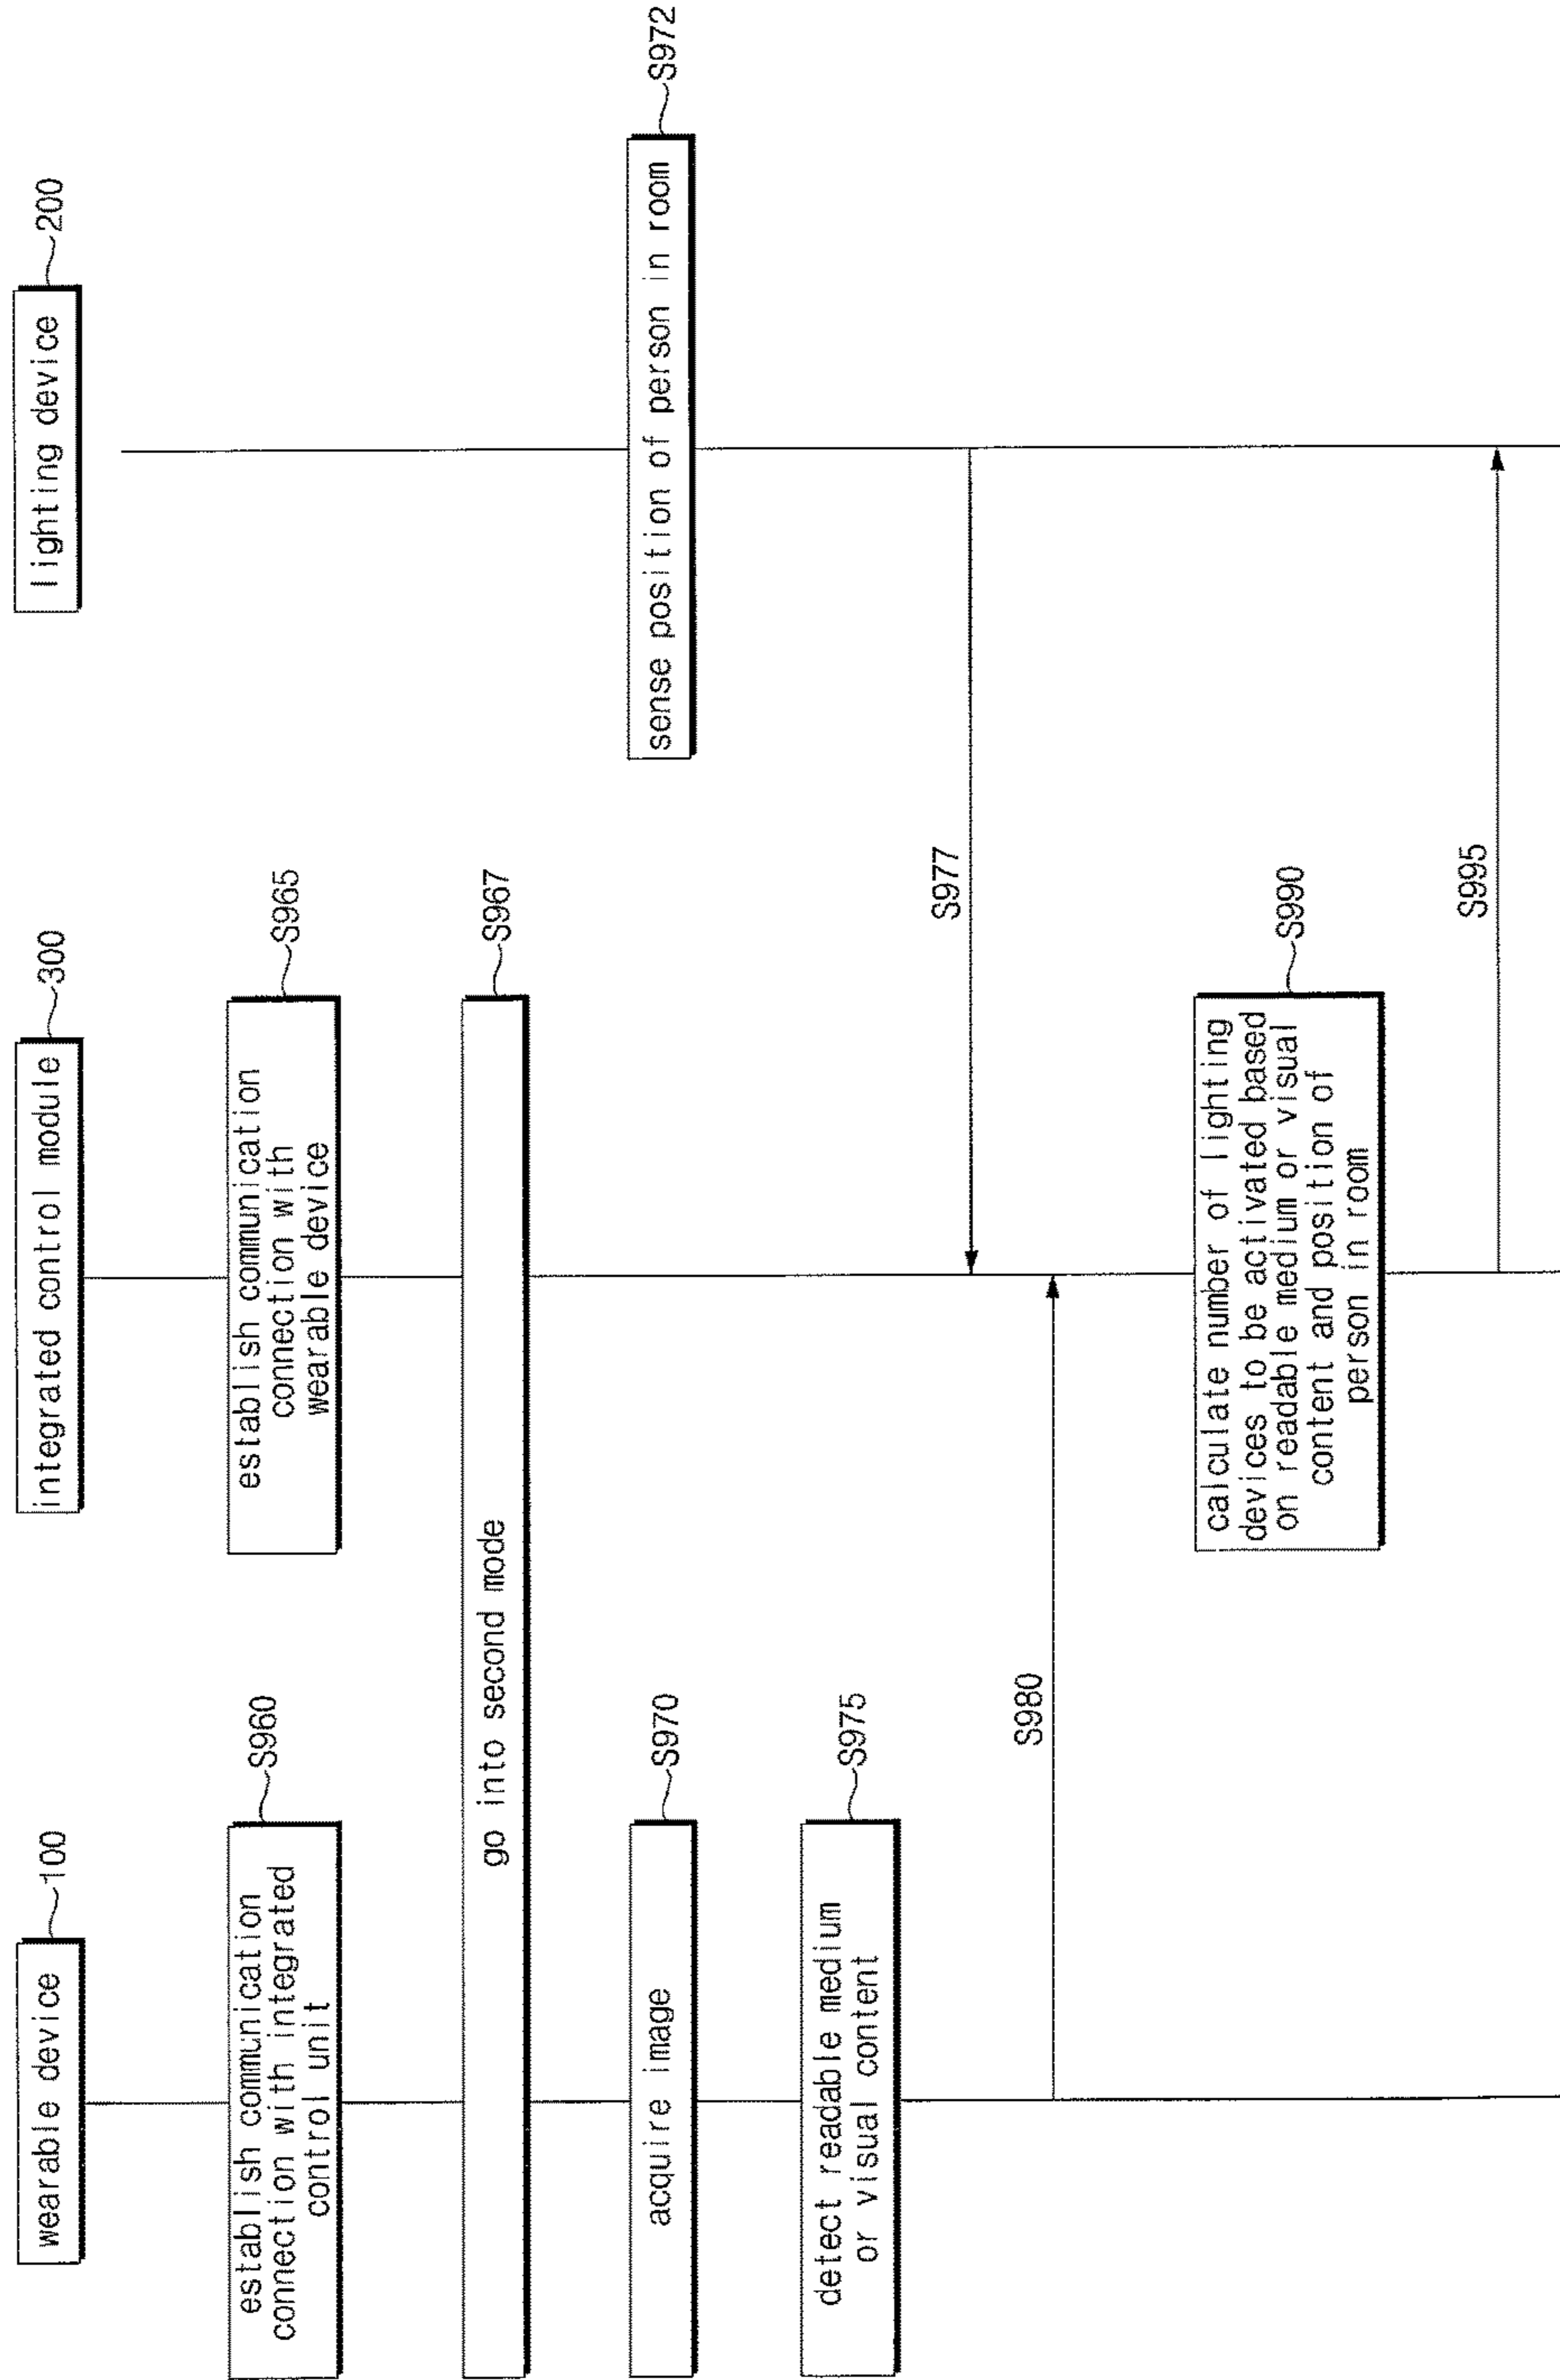 wearable device
100
integrated control module
300
lighting device
200
establish communication
connection with integrated
control unit
S960
establish communication
connection with
wearable device
S965
go into second mode
S967
acquire image
S970
sense position of person in room
S972
detect readable medium
or visual content
S975
S977
S980
calculate number of lighting
devices to be activated based
on readable medium or visual
content and position of
person in room
S990
S995